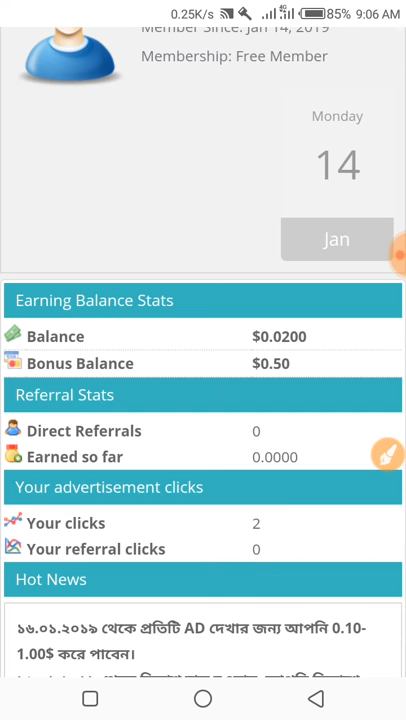 0.25K/s 4G 85% 9:06 AM
Member Since: Jan 14, 2019
Membership: Free Member
Monday
14
Jan
Earning Balance Stats
Balance $0.0200
Bonus Balance $0.50
Referral Stats
Direct Referrals 0
Earned so far 0.0000
Your advertisement clicks
Your clicks 2
Your referral clicks 0
Hot News
১৬.০১.২০১৯ থেকে প্রতিটি AD দেখার জন্য আপনি 0.10-
1.00$ করে পাবেন।